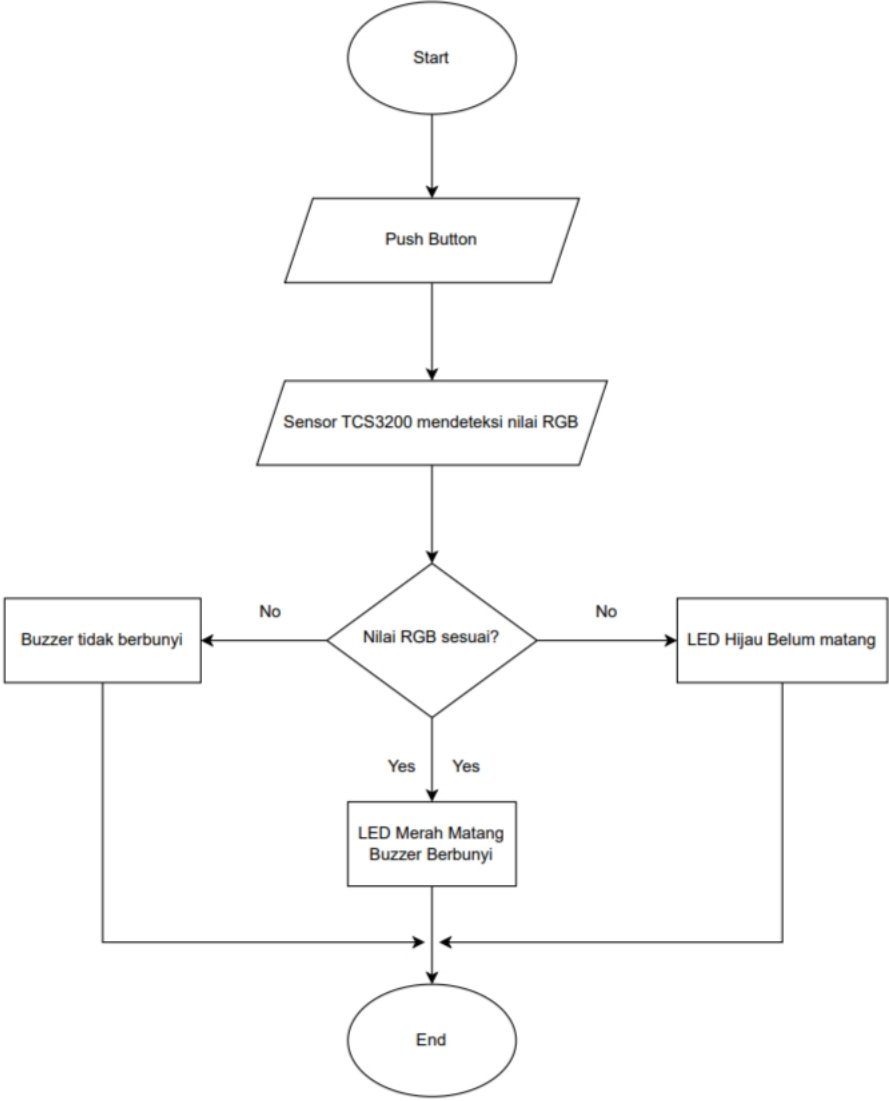 Start
Push Button
Sensor TCS3200 mendeteksi nilai RGB
No
No
Buzzer tidak berbunyi
Nilai RGB sesuai?
LED Hijau Belum matang
Yes
Yes
LED Merah Matang
Buzzer Berbunyi
End